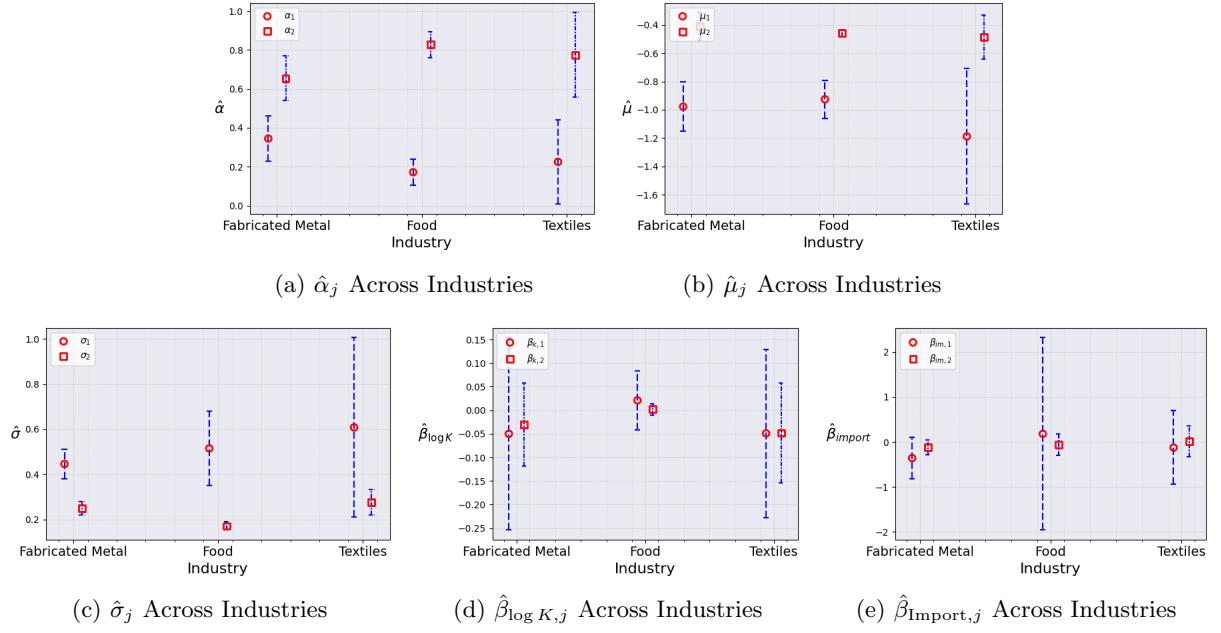 α₁
α₂
1.0
0.8
0.6
0.4
0.2
0.0
α̂
Fabricated Metal Food Textiles
Industry
(a) α̂ⱼ Across Industries
μ₁
μ₂
−0.4
−0.6
−0.8
−1.0
−1.2
−1.4
−1.6
μ̂
Fabricated Metal Food Textiles
Industry
(b) μ̂ⱼ Across Industries
σ₁
σ₂
1.0
0.8
0.6
0.4
0.2
σ̂
Fabricated Metal Food Textiles
Industry
(c) σ̂ⱼ Across Industries
βₖ,₁
βₖ,₂
0.15
0.10
0.05
0.00
−0.05
−0.10
−0.15
−0.20
−0.25
β̂_{logK}
Fabricated Metal Food Textiles
Industry
(d) β̂_{log K,j} Across Industries
β_{im,1}
β_{im,2}
2
1
0
−1
−2
β̂_{import}
Fabricated Metal Food Textiles
Industry
(e) β̂_{Import,j} Across Industries